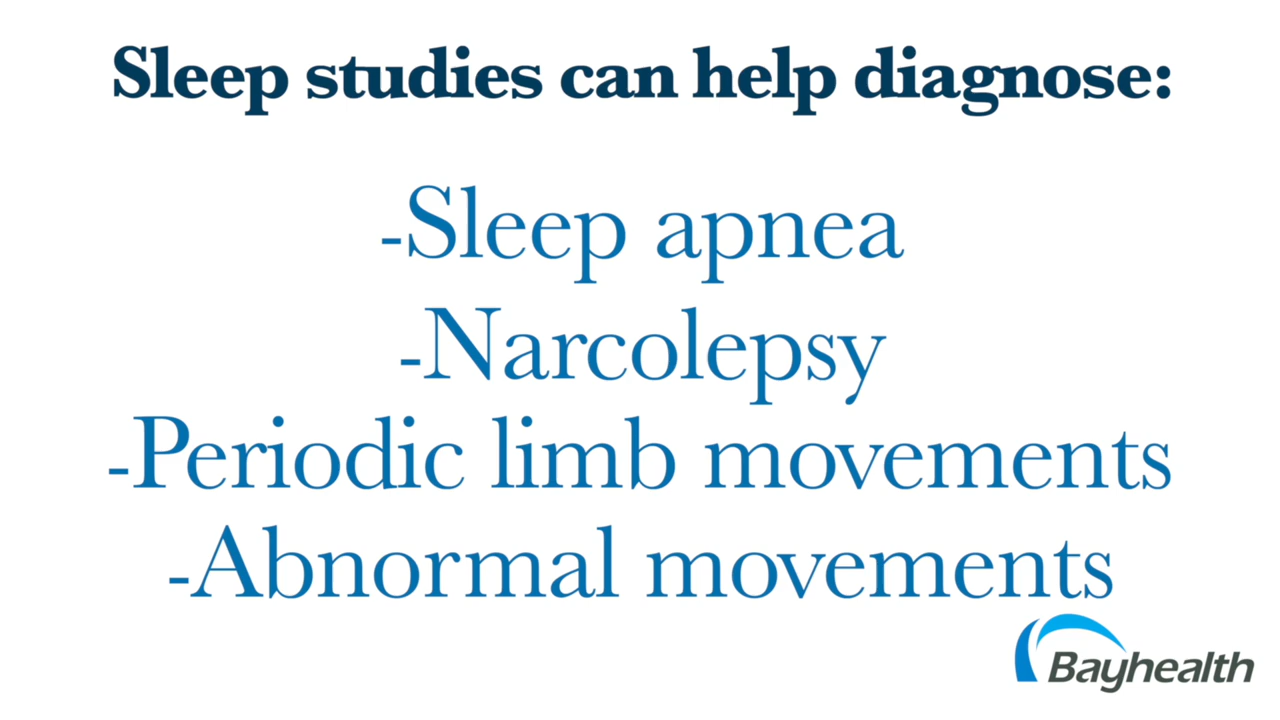 Sleep studies can help diagnose:
-Sleep apnea
-Narcolepsy
-Periodic limb movements
-Abnormal movements
Bayhealth